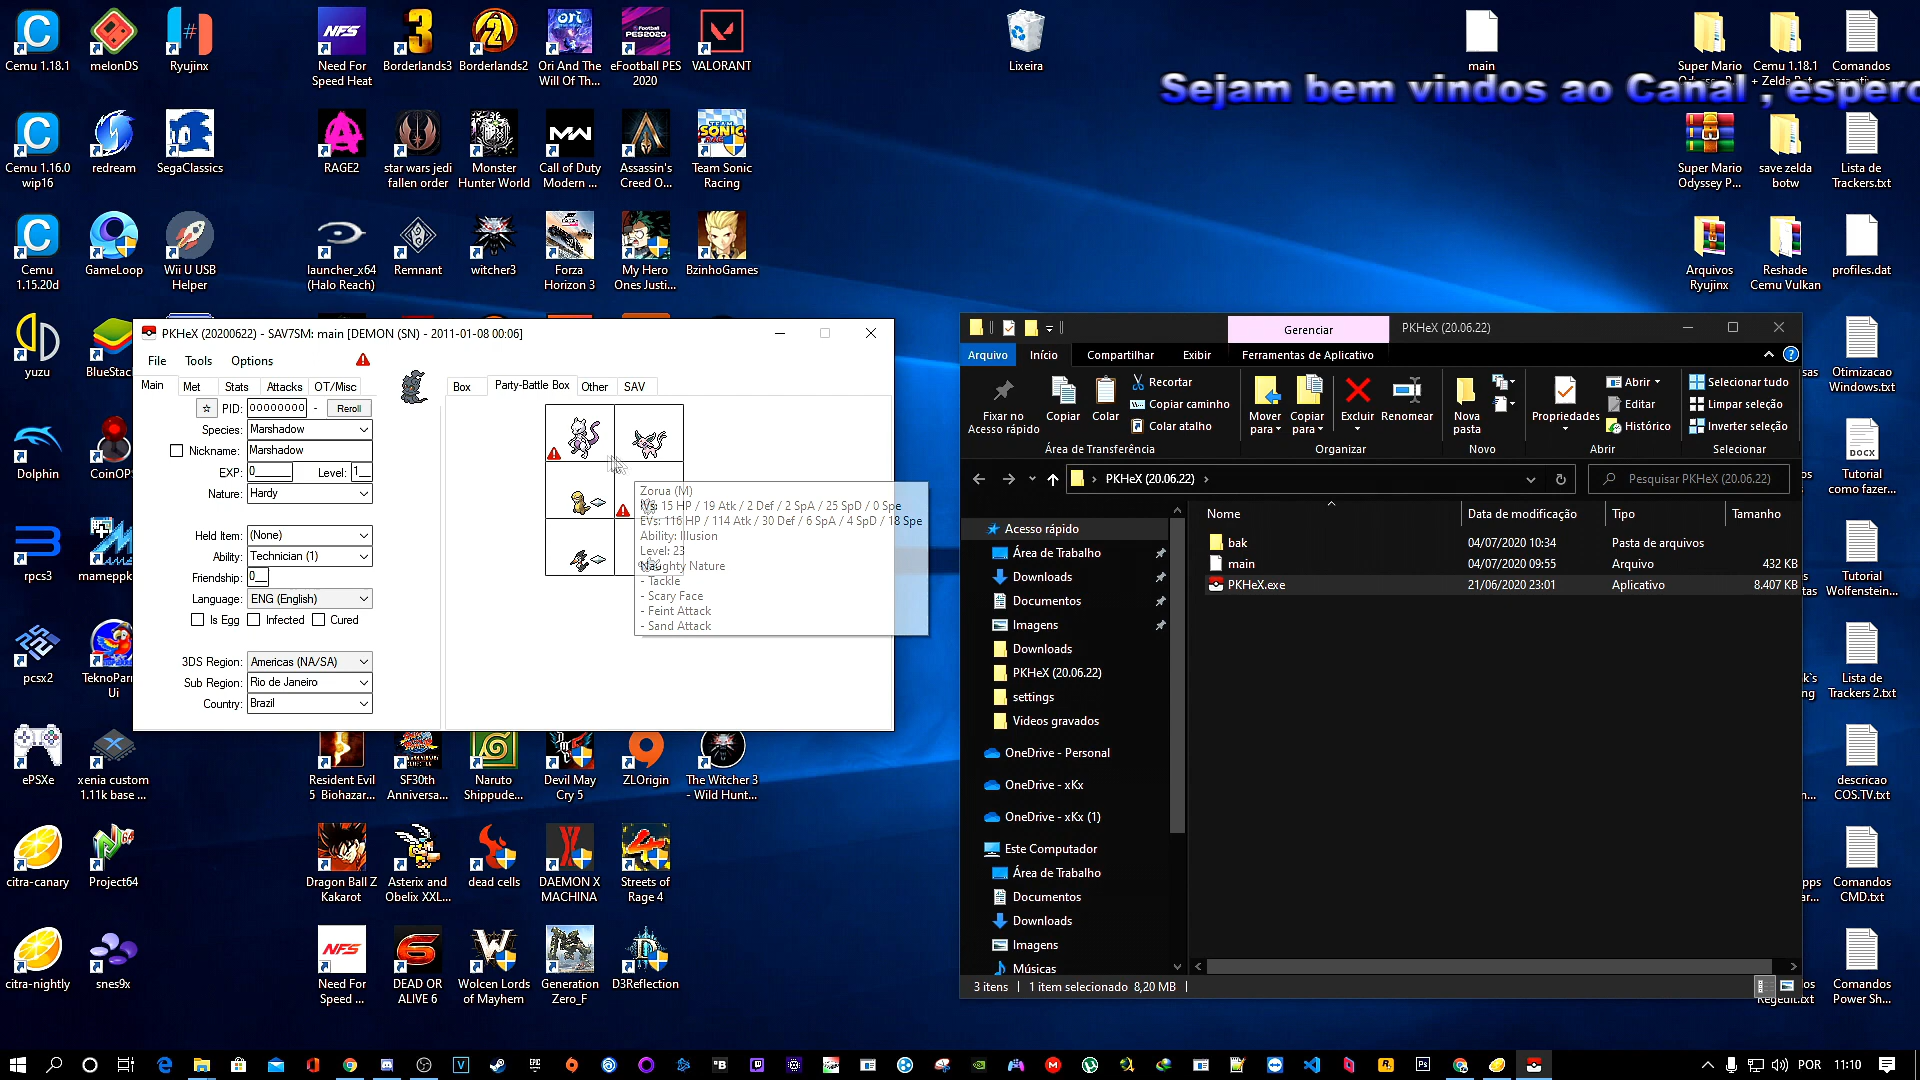 Cemu 1.18.1
melonDS
Ryujinx
Need For
Speed Heat
Borderlands3
Borderlands2
Ori And The
Will Of Th...
eFootball PES
2020
VALORANT
Lixeira
main
Super Mario
Cemu 1.18.1
Comandos
Sejam bem vindos ao Canal , espero
Cemu 1.16.0
wip16
redream
SegaClassics
RAGE2
star wars jedi
fallen order
Monster
Hunter World
Call of Duty
Modern ...
Assassin's
Creed O...
Team Sonic
Racing
Super Mario
Odyssey P...
save zelda
botw
Lista de
Trackers.txt
Cemu
1.15.20d
GameLoop
Wii U USB
Helper
launcher_x64
(Halo Reach)
Remnant
witcher3
Forza
Horizon 3
My Hero
Ones Justi...
BzinhoGames
Arquivos
Ryujinx
Reshade
Cemu Vulkan
profiles.dat
PKHeX (20200622) - SAV7SM: main [DEMON (SN) - 2011-01-08 00:06]
File Tools Options
Main Met Stats Attacks OT/Misc
PID: 00000000 - Reroll
Species: Marshadow
Nickname: Marshadow
EXP: 0 Level: 1
Nature: Hardy
Held Item: (None)
Ability: Technician (1)
Friendship: 0
Language: ENG (English)
Is Egg Infected Cured
3DS Region: Americas (NA/SA)
Sub Region: Rio de Janeiro
Country: Brazil
Box Party-Battle Box Other SAV
Zorua (M)
IVs: 15 HP / 19 Atk / 2 Def / 2 SpA / 25 SpD / 0 Spe
EVs: 116 HP / 114 Atk / 30 Def / 6 SpA / 4 SpD / 18 Spe
Ability: Illusion
Level: 23
Naughty Nature
- Tackle
- Scary Face
- Feint Attack
- Sand Attack
Gerenciar
PKHeX (20.06.22)
Arquivo Início Compartilhar Exibir Ferramentas de Aplicativo
Fixar no
Acesso rápido
Copiar
Colar
Recortar
Copiar caminho
Colar atalho
Área de Transferência
Mover
para
Copiar
para
Excluir
Renomear
Organizar
Nova
pasta
Novo
Propriedades
Abrir
Editar
Histórico
Abrir
Selecionar tudo
Limpar seleção
Inverter seleção
Selecionar
PKHeX (20.06.22)
Pesquisar PKHeX (20.06.22)
Acesso rápido
Área de Trabalho
Downloads
Documentos
Imagens
Downloads
PKHeX (20.06.22)
settings
Videos gravados
OneDrive - Personal
OneDrive - xKx
OneDrive - xKx (1)
Este Computador
Área de Trabalho
Documentos
Downloads
Imagens
Músicas
Nome Data de modificação Tipo Tamanho
bak 04/07/2020 10:34 Pasta de arquivos
main 04/07/2020 09:55 Arquivo 432 KB
PKHeX.exe 21/06/2020 23:01 Aplicativo 8.407 KB
3 itens 1 item selecionado 8,20 MB
yuzu
BlueStac
Dolphin
CoinOP
rpcs3
mamepp
pcsx2
TeknoPar
Ui
Otimizacao
Windows.txt
Tutorial
como fazer...
Tutorial
Wolfenstein...
Lista de
Trackers 2.txt
descricao
COS.TV.txt
Comandos
CMD.txt
Comandos
Power Sh...
ePSXe
xenia custom
1.11k base ...
Resident Evil
5 Biohazar...
SF30th
Anniversa...
Naruto
Shippude...
Devil May
Cry 5
ZLOrigin
The Witcher 3
- Wild Hunt...
citra-canary
Project64
Dragon Ball Z
Kakarot
Asterix and
Obelix XXL...
dead cells
DAEMON X
MACHINA
Streets of
Rage 4
citra-nightly
snes9x
Need For
Speed ...
DEAD OR
ALIVE 6
Wolcen Lords
of Mayhem
Generation
Zero_F
D3Reflection
POR 11:10